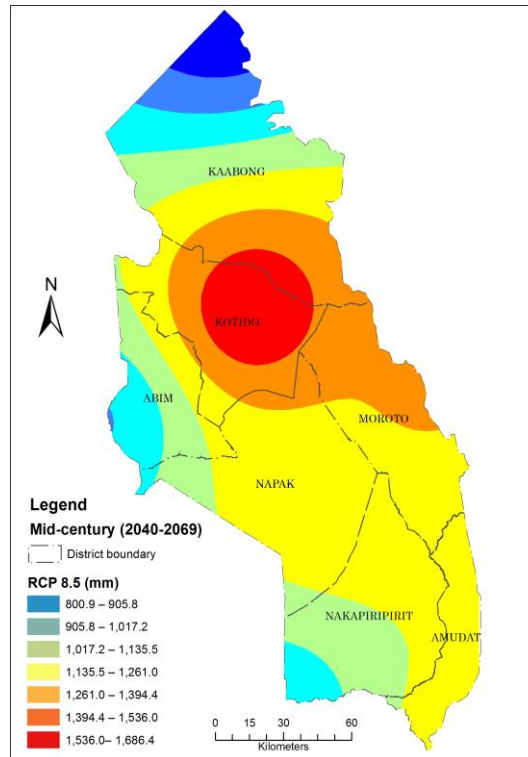 KAABONG
N
KOTIDO
ABIM
MOROTO
NAPAK
Legend
Mid-century (2040-2069)
District boundary
RCP 8.5 (mm)
NAKAPIRIPIRIT
800.9 – 905.8
905.8 – 1,017.2
AMUDAT
1,017.2 – 1,135.5
1,135.5 – 1,261.0
1,261.0 – 1,394.4
1,394.4 – 1,536.0
1,536.0– 1,686.4
0 15 30 60
Kilometers